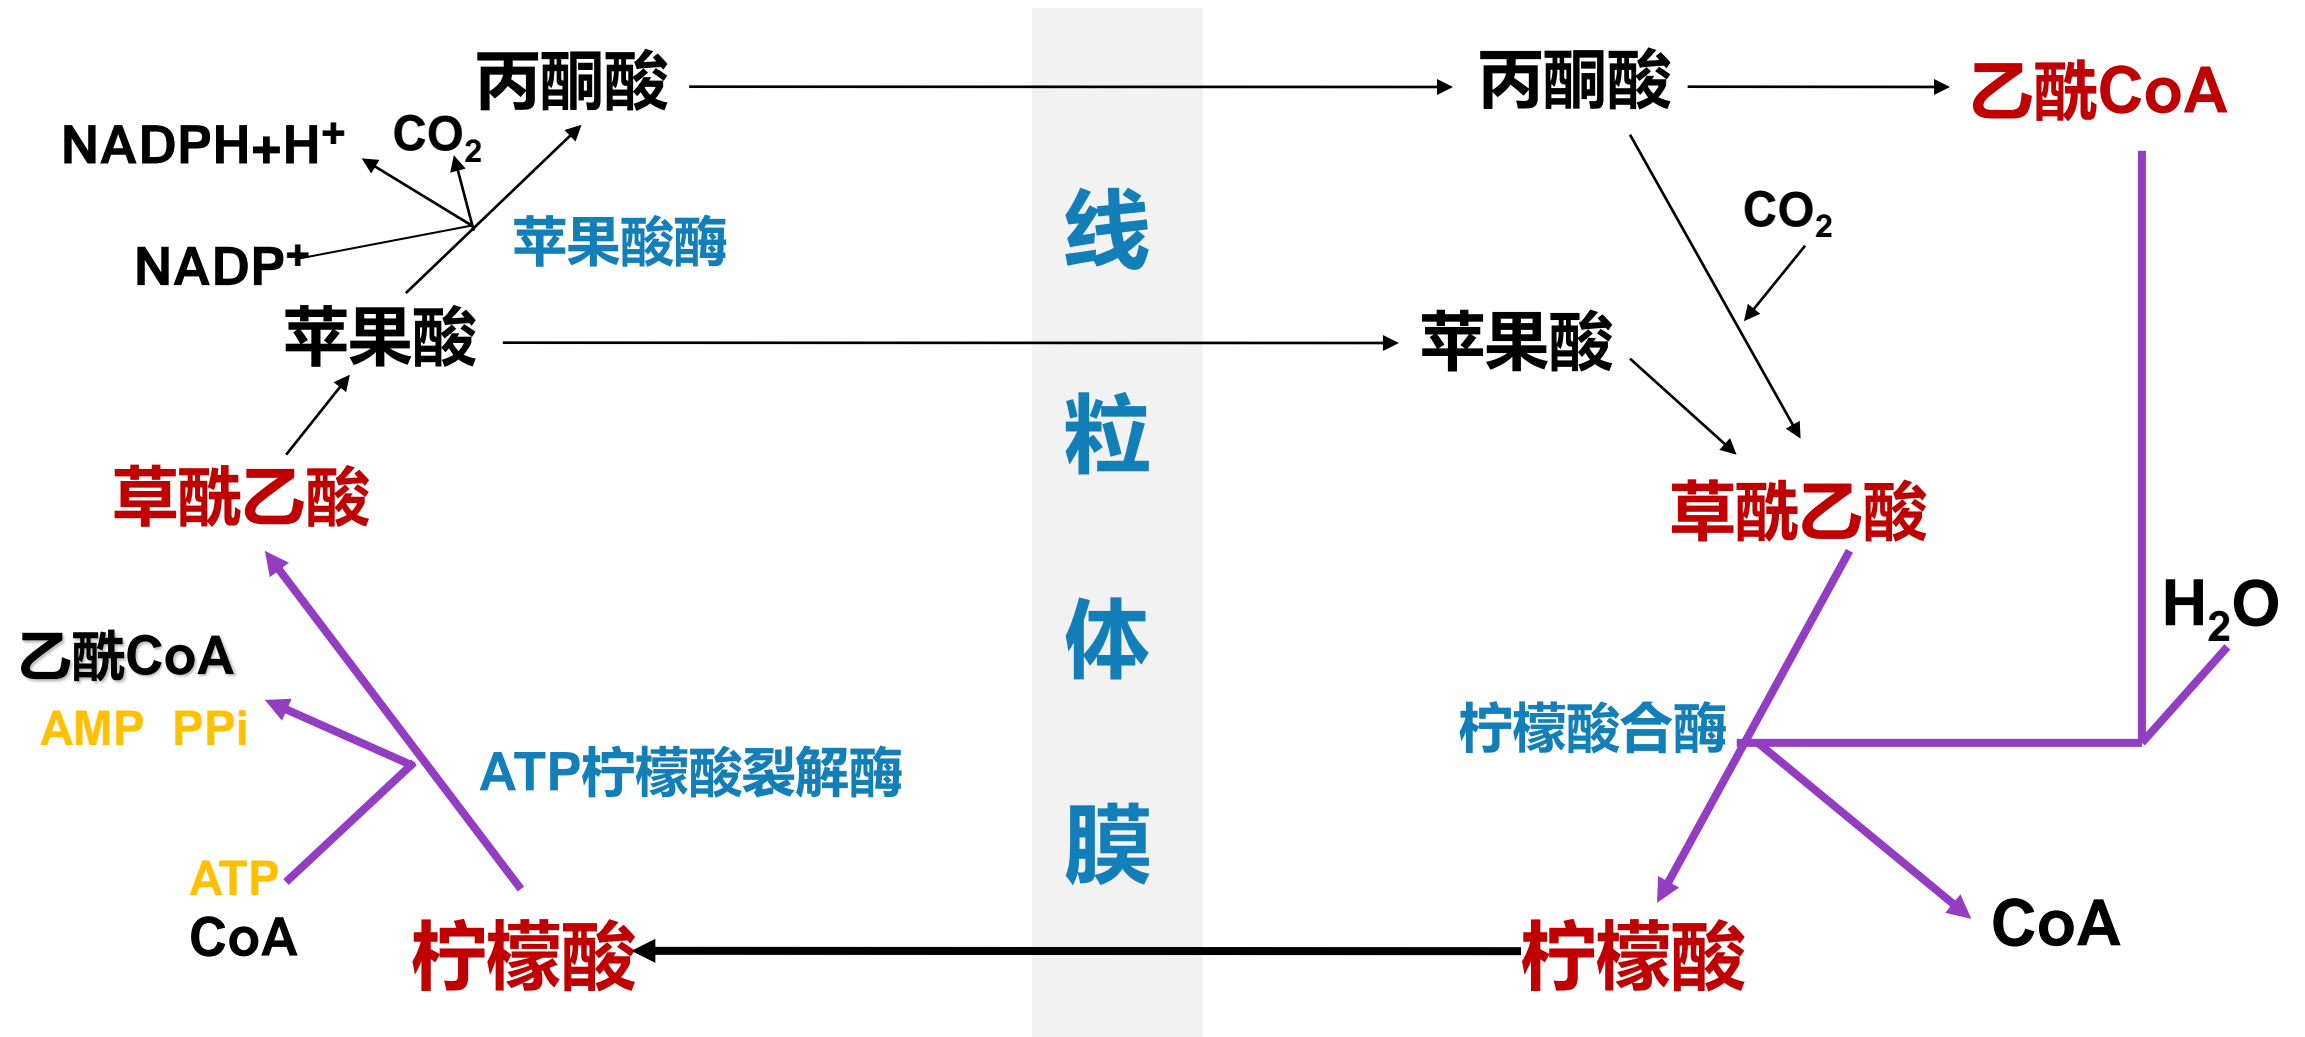 丙酮酸
丙酮酸
乙酰CoA
NADPH+H⁺
CO₂
CO₂
NADP⁺
苹果酸酶
苹果酸
苹果酸
线
粒
体
膜
草酰乙酸
草酰乙酸
H₂O
乙酰CoA
AMP PPi
柠檬酸合酶
ATP柠檬酸裂解酶
ATP
CoA
柠檬酸
柠檬酸
CoA